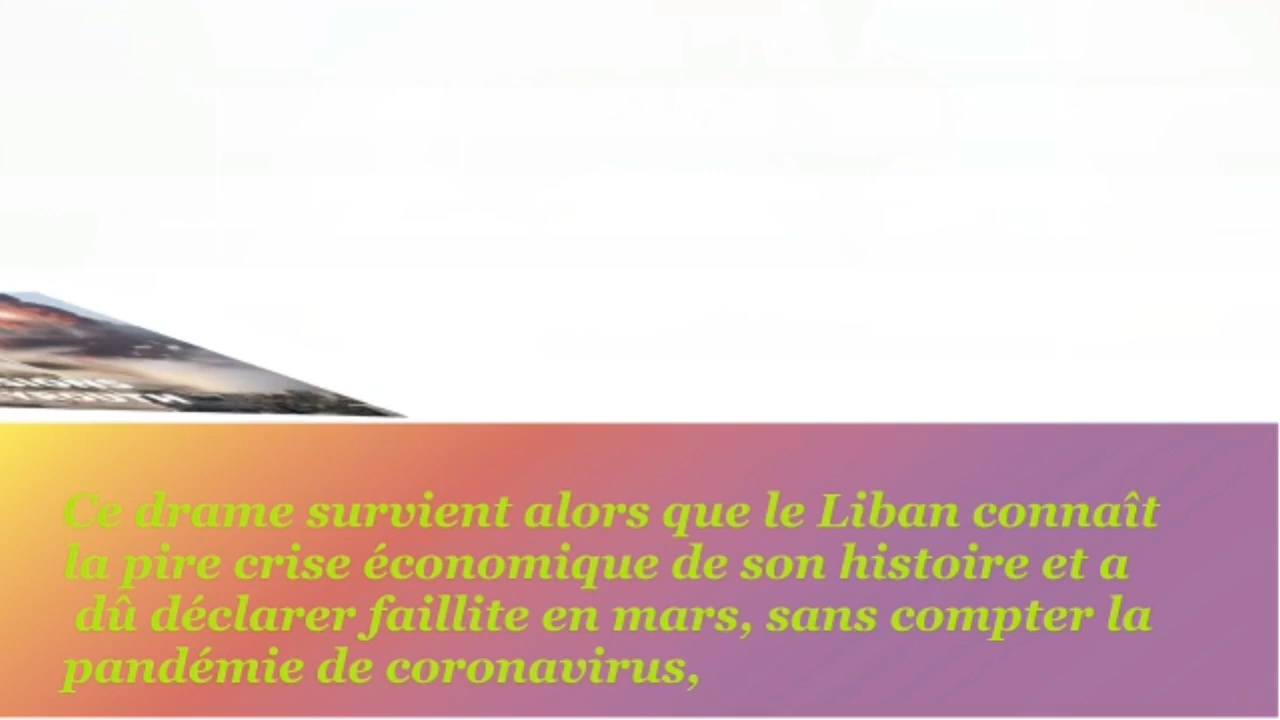 Ce drame survient alors que le Liban connaît
la pire crise économique de son histoire et a
dû déclarer faillite en mars, sans compter la
pandémie de coronavirus,